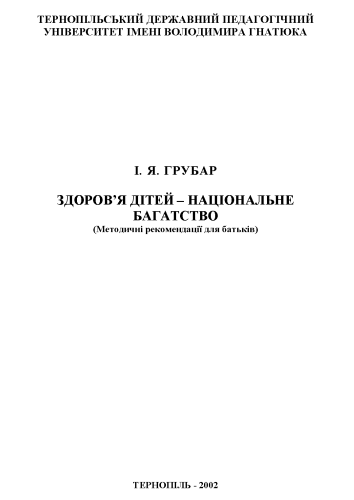 ТЕРНОПІЛЬСЬКИЙ ДЕРЖАВНИЙ ПЕДАГОГІЧНИЙ
УНІВЕРСИТЕТ ІМЕНІ ВОЛОДИМИРА ГНАТЮКА
І. Я. ГРУБАР
ЗДОРОВ’Я ДІТЕЙ – НАЦІОНАЛЬНЕ
БАГАТСТВО
(Методичні рекомендації для батьків)
ТЕРНОПІЛЬ - 2002